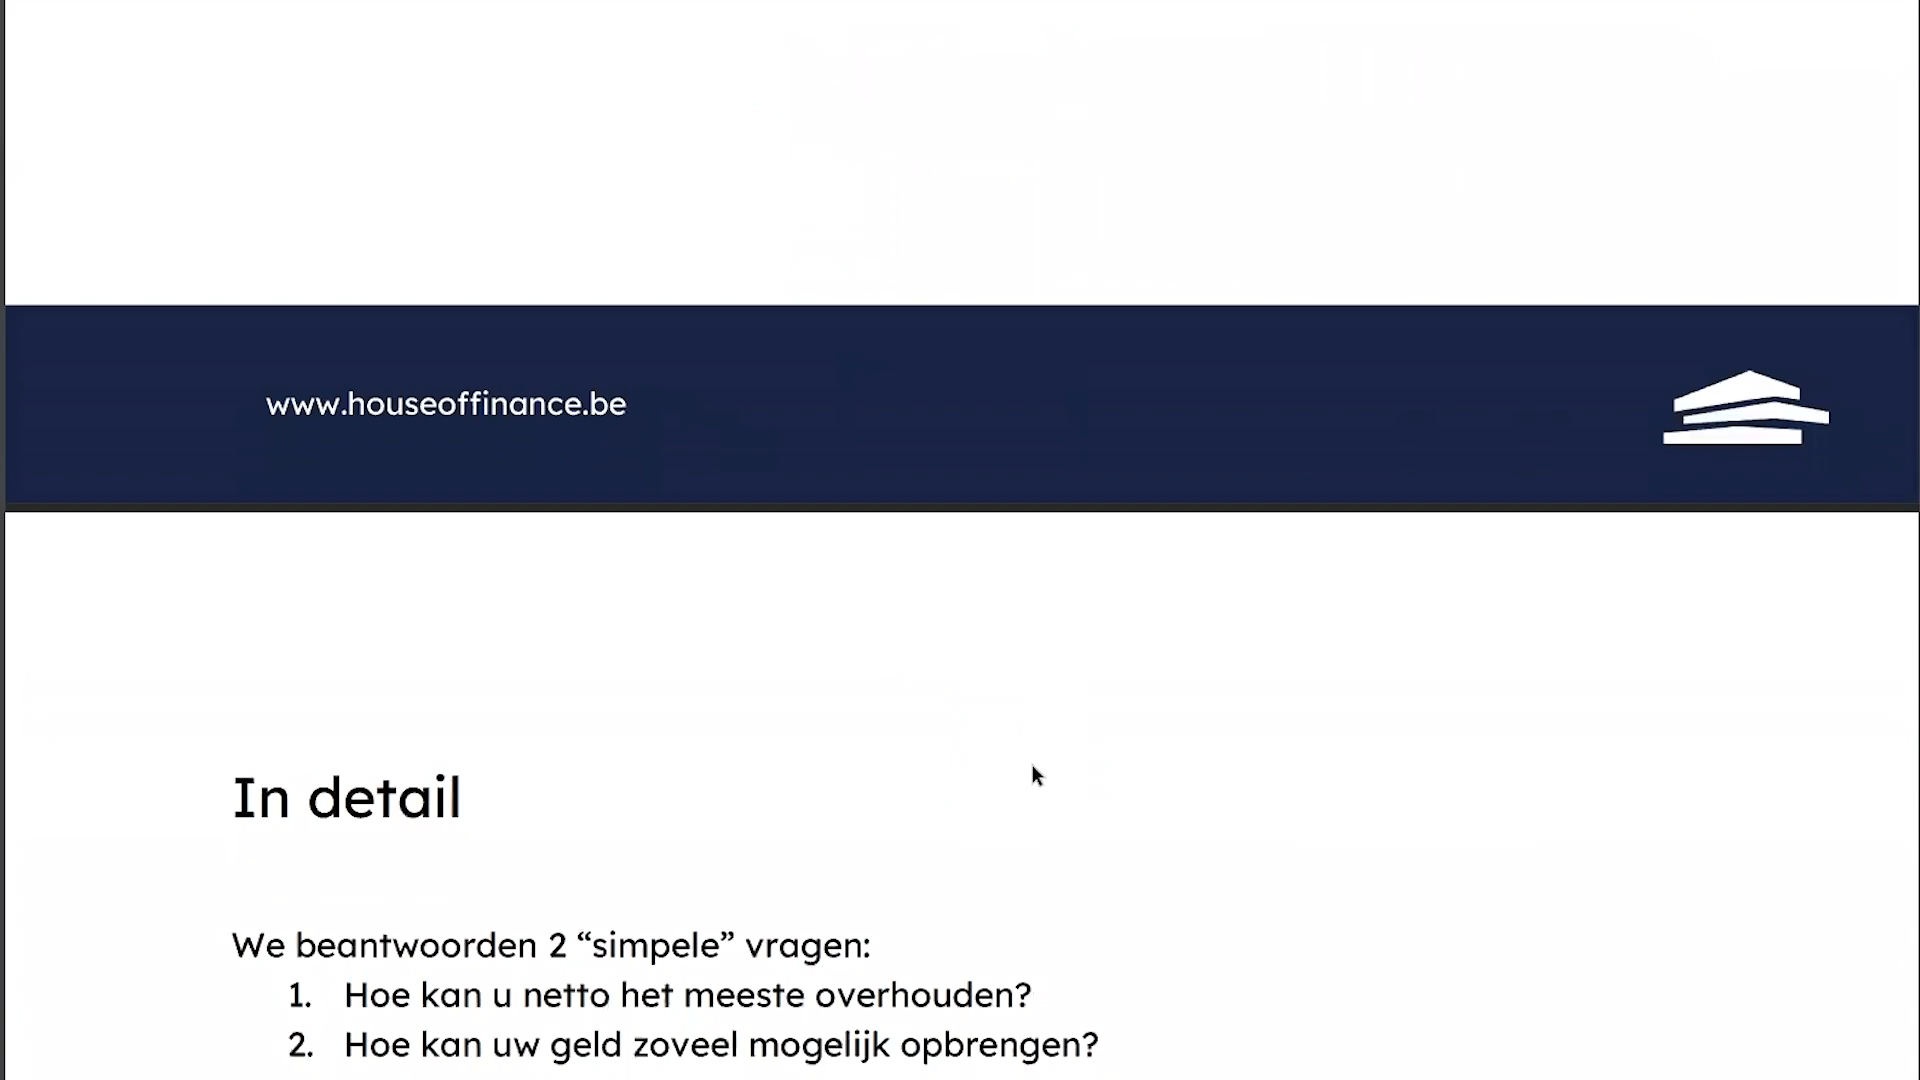 www.houseoffinance.be
In detail
We beantwoorden 2 “simpele” vragen:
1. Hoe kan u netto het meeste overhouden?
2. Hoe kan uw geld zoveel mogelijk opbrengen?